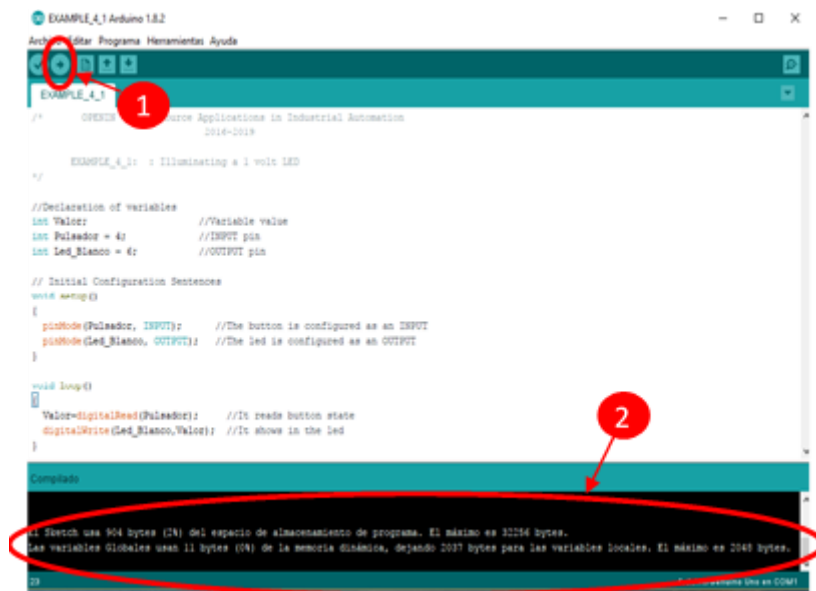 EXAMPLE_4_1 Arduino 1.8.2
Archivo Editar Programa Herramientas Ayuda
EXAMPLE_4_1
1
/* OPENIN source Applications in Industrial Automation
2016-2019
EXAMPLE_4_1: : Illuminating a 1 volt LED
*/
//Declaration of variables
int Valor; //Variable value
int Pulsador = 4; //INPUT pin
int Led_Blanco = 6; //OUTPUT pin
// Initial Configuration Sentences
void setup()
{
pinMode(Pulsador, INPUT); //The button is configured as an INPUT
pinMode(Led_Blanco, OUTPUT); //The led is configured as an OUTPUT
}
void loop()
{
Valor=digitalRead(Pulsador); //It reads button state
digitalWrite(Led_Blanco,Valor); //It shows in the led
}
2
Compilado
El Sketch usa 904 bytes (2%) del espacio de almacenamiento de programa. El máximo es 32256 bytes.
Las variables Globales usan 11 bytes (0%) de la memoria dinámica, dejando 2037 bytes para las variables locales. El máximo es 2048 bytes.
23 Uno en COM1